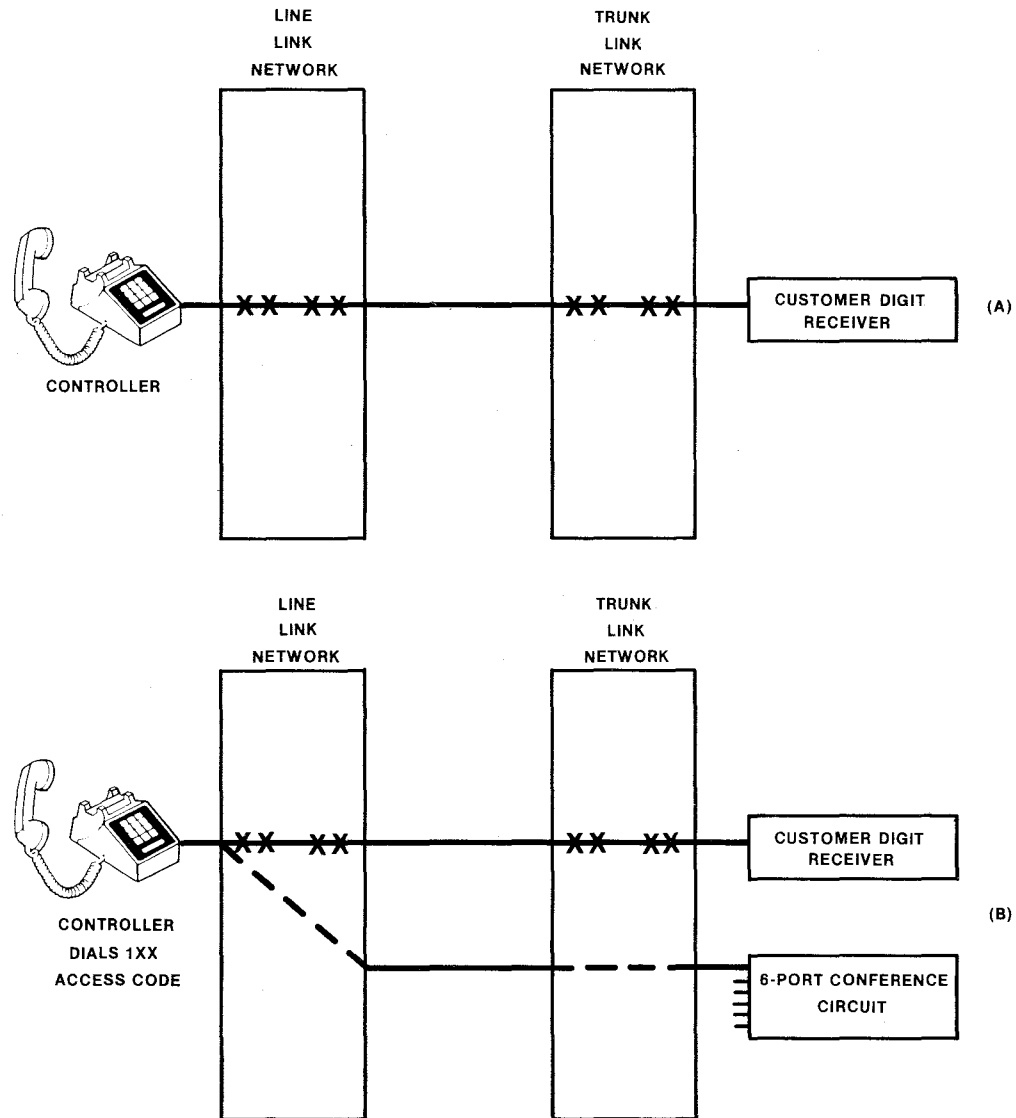 LINE
LINK
NETWORK
TRUNK
LINK
NETWORK
CONTROLLER
CUSTOMER DIGIT
RECEIVER
(A)
LINE
LINK
NETWORK
TRUNK
LINK
NETWORK
CONTROLLER
DIALS 1XX
ACCESS CODE
CUSTOMER DIGIT
RECEIVER
(B)
6-PORT CONFERENCE
CIRCUIT